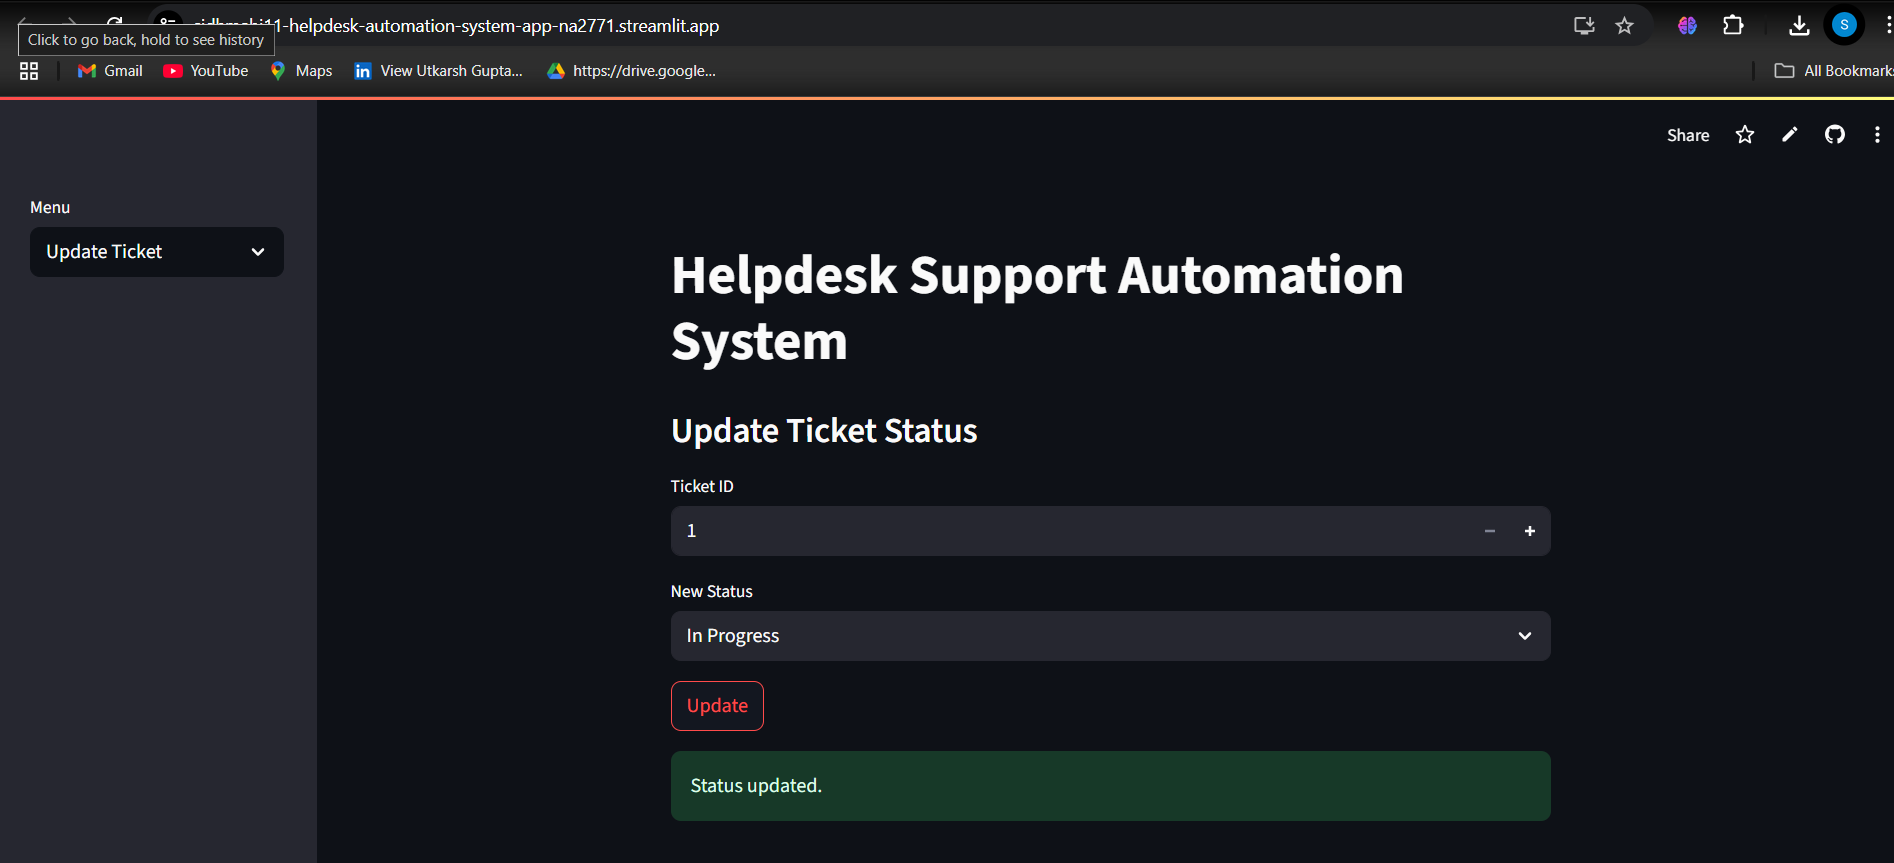 1-helpdesk-automation-system-app-na2771.streamlit.app
S
Click to go back, hold to see history
Gmail
YouTube
Maps
in
View Utkarsh Gupta...
https://drive.google...
All Bookmarks
Share
Menu
Update Ticket
Helpdesk Support Automation
System
Update Ticket Status
Ticket ID
1
New Status
In Progress
Update
Status updated.